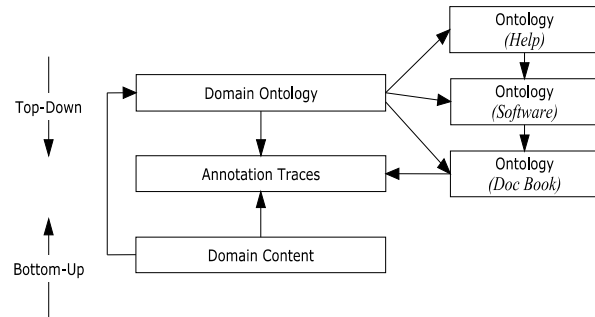 Ontology
(Help)
Top-Down
Domain Ontology
Ontology
(Software)
Annotation Traces
Ontology
(Doc Book)
Domain Content
Bottom-Up